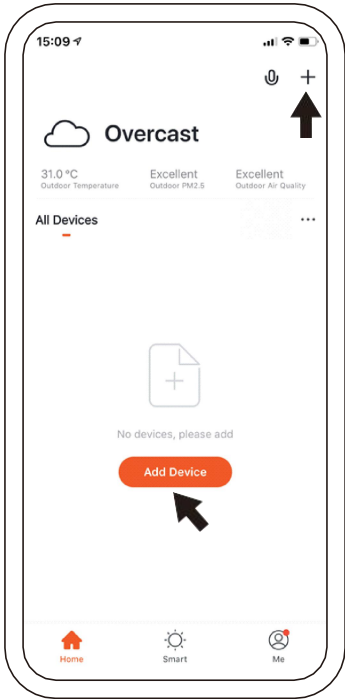 15:09
Overcast
31.0 °C Excellent Excellent
Outdoor Temperature Outdoor PM2.5 Outdoor Air Quality
All Devices
No devices, please add
Add Device
Home Smart Me